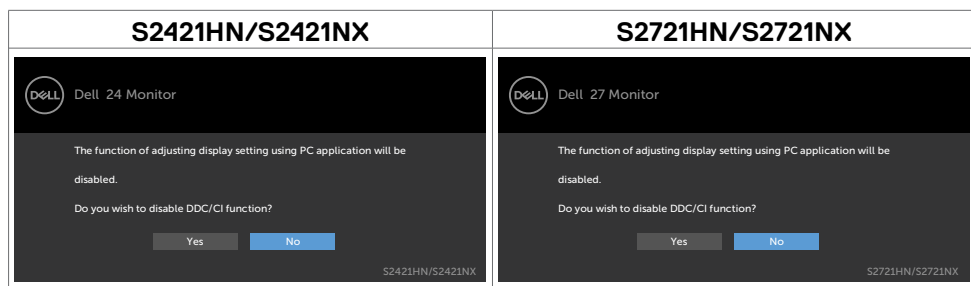 S2421HN/S2421NX
S2721HN/S2721NX
DELL
Dell 24 Monitor
The function of adjusting display setting using PC application will be
disabled.
Do you wish to disable DDC/CI function?
Yes
No
S2421HN/S2421NX
DELL
Dell 27 Monitor
The function of adjusting display setting using PC application will be
disabled.
Do you wish to disable DDC/CI function?
Yes
No
S2721HN/S2721NX